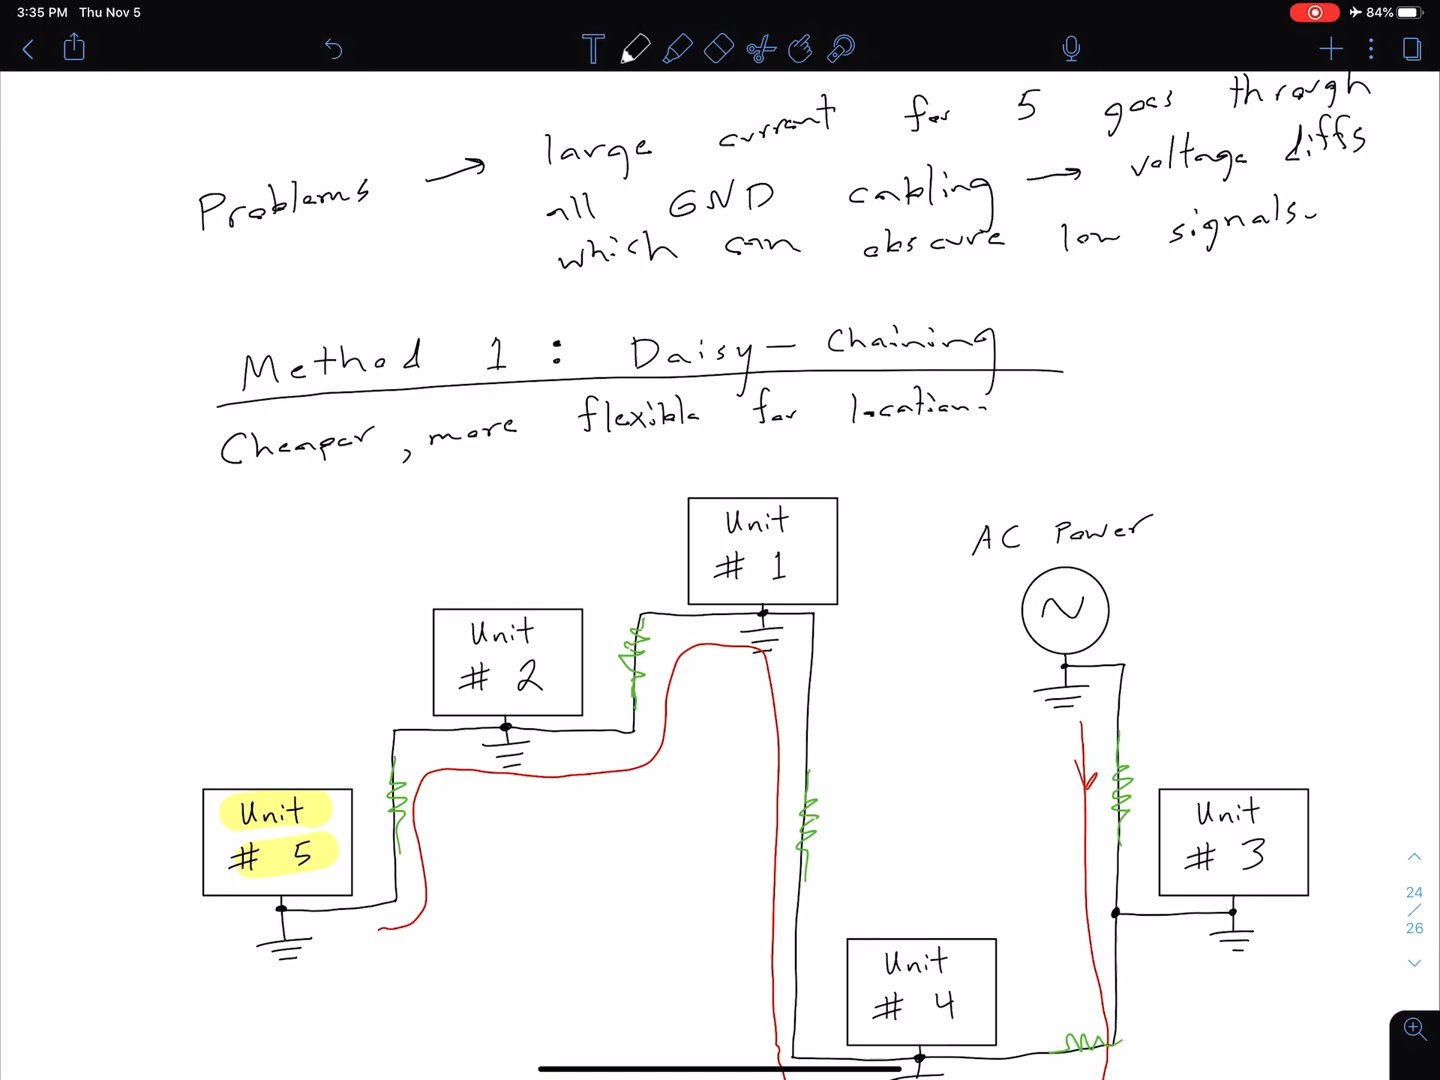 3:35 PM Thu Nov 5
84%
T
large current for 5 goes through
Problems → all GND cabling → voltage diffs
which can obscure low signals.
Method 1 : Daisy-Chaining
Cheaper, more flexible for location.
Unit
# 1
AC Power
Unit
# 2
Unit
# 5
Unit
# 3
24
/
26
Unit
# 4